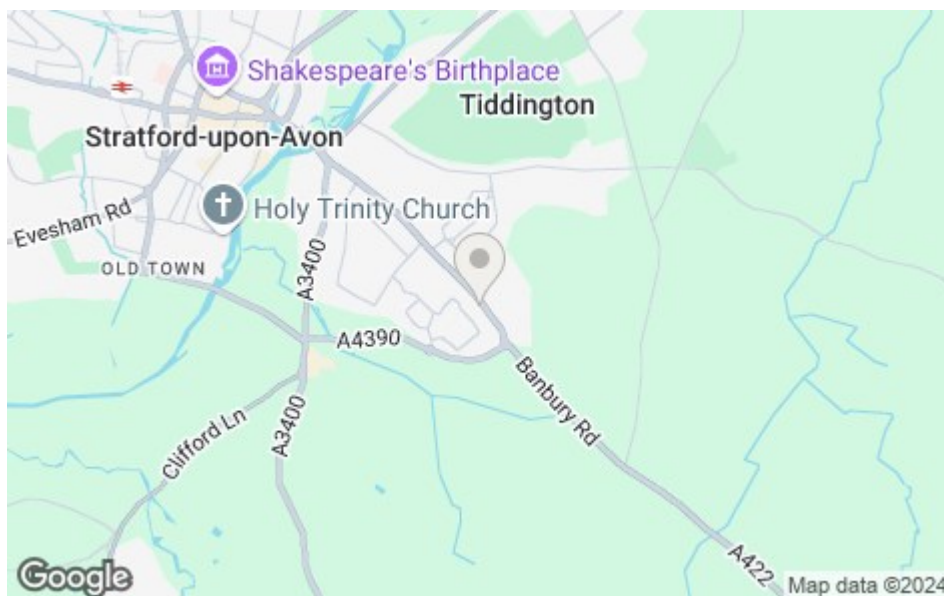 Shakespeare's Birthplace
Tiddington
Stratford-upon-Avon
Holy Trinity Church
Evesham Rd
OLD TOWN
A3400
A4390
Banbury Rd
Clifford Ln
A3400
A422
Google
Map data ©2024